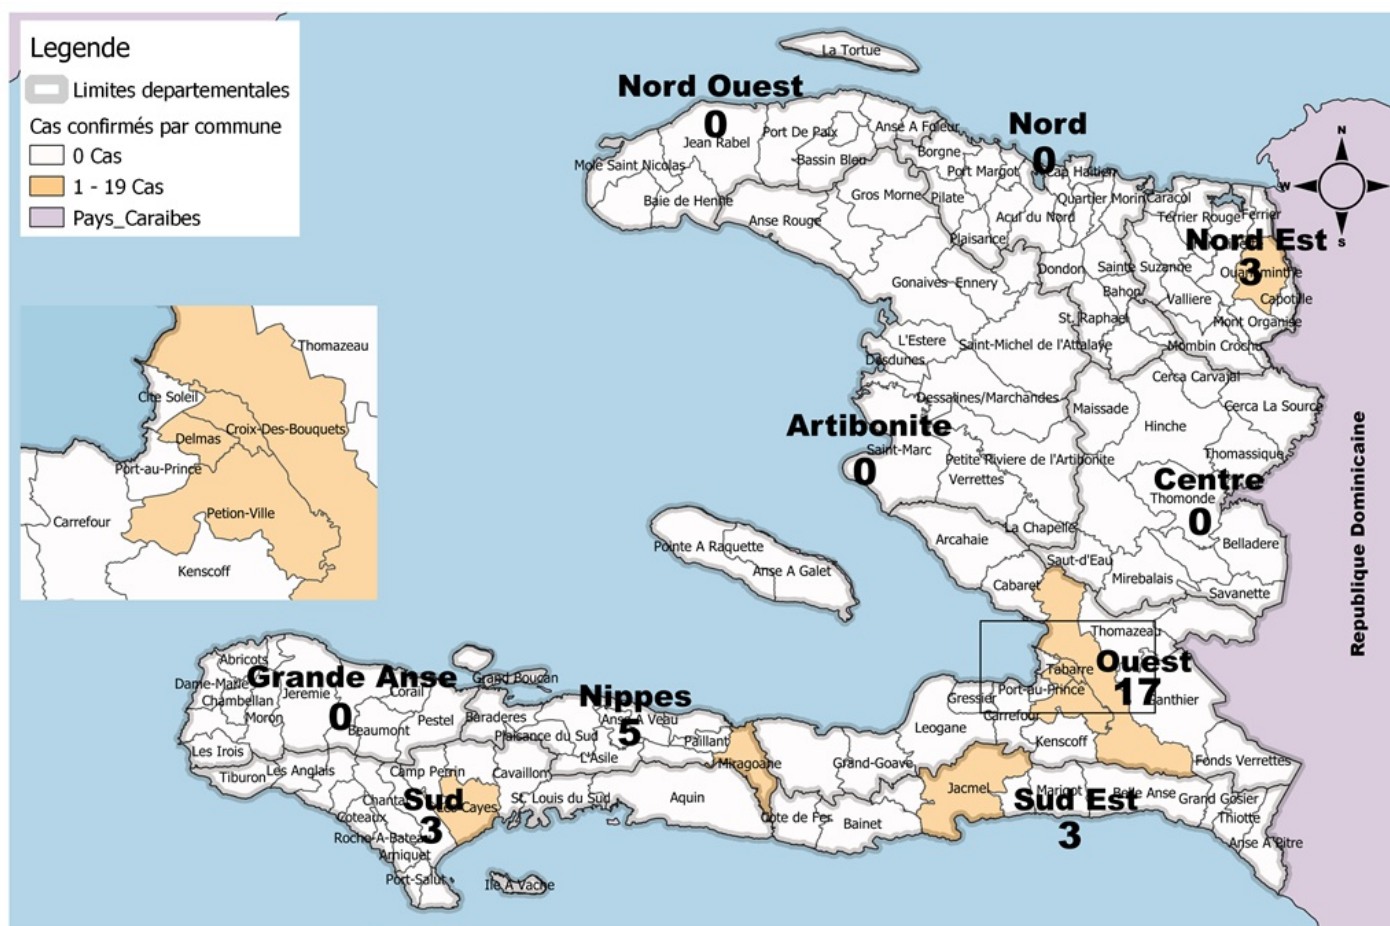 Legende
Limites departementales
Cas confirmés par commune
0 Cas
1 - 19 Cas
Pays_Caraibes
La Tortue
Nord Ouest
0
Jean Rabel
Port De Paix
Anse A Foleur
Mole Saint Nicolas
Bassin Bleu
Baie de Henne
Anse Rouge
Nord
0
Borgne
Port Margot
Cap Haitien
Gros Morne
Pilate
Quartier Morin
Caracol
Acul du Nord
Terrier Rouge
Ferrier
Plaisance
N
W
S
Nord Est
3
Ouanaminthe
Gonaives
Ennery
Dondon
Sainte Suzanne
Bahon
Valliere
Capotille
St. Raphael
Mont Organise
L'Estere
Saint-Michel de l'Attalaye
Mombin Crochu
Desdunes
Cerca Carvajal
Dessalines/Marchandes
Maissade
Cerca La Source
Hinche
Artibonite
0
Saint-Marc
Petite Riviere de l'Artibonite
Thomassique
Verrettes
Centre
0
Thomonde
La Chapelle
Belladere
Arcahaie
Saut-d'Eau
Mirebalais
Cabaret
Savanette
Pointe A Raquette
Anse A Galet
Republique Dominicaine
Thomazeau
Cite Soleil
Delmas
Croix-Des-Bouquets
Port-au-Prince
Carrefour
Petion-Ville
Kenscoff
Thomazeau
Ouest
17
Tabarre
Port-au-Prince
Gressier
Ganthier
Carrefour
Leogane
Kenscoff
Fonds Verrettes
Grand-Goave
Abricots
Grande Anse
0
Dame-Marie
Chambellan
Jeremie
Corail
Moron
Beaumont
Pestel
Les Irois
Grand Boucan
Nippes
5
Baraderes
Anse A Veau
Plaisance du Sud
Paillant
L'Asile
Miragoane
Tiburon
Les Anglais
Camp Perrin
Cavaillon
Sud
3
Les Cayes
St. Louis du Sud
Aquin
Coteaux
Roche-A-Bateau
Arniquet
Port-Salut
Ile A Vache
Cote de Fer
Bainet
Jacmel
Sud Est
3
Marigot
Belle Anse
Grand Gosier
Thiotte
Anse A Pitre